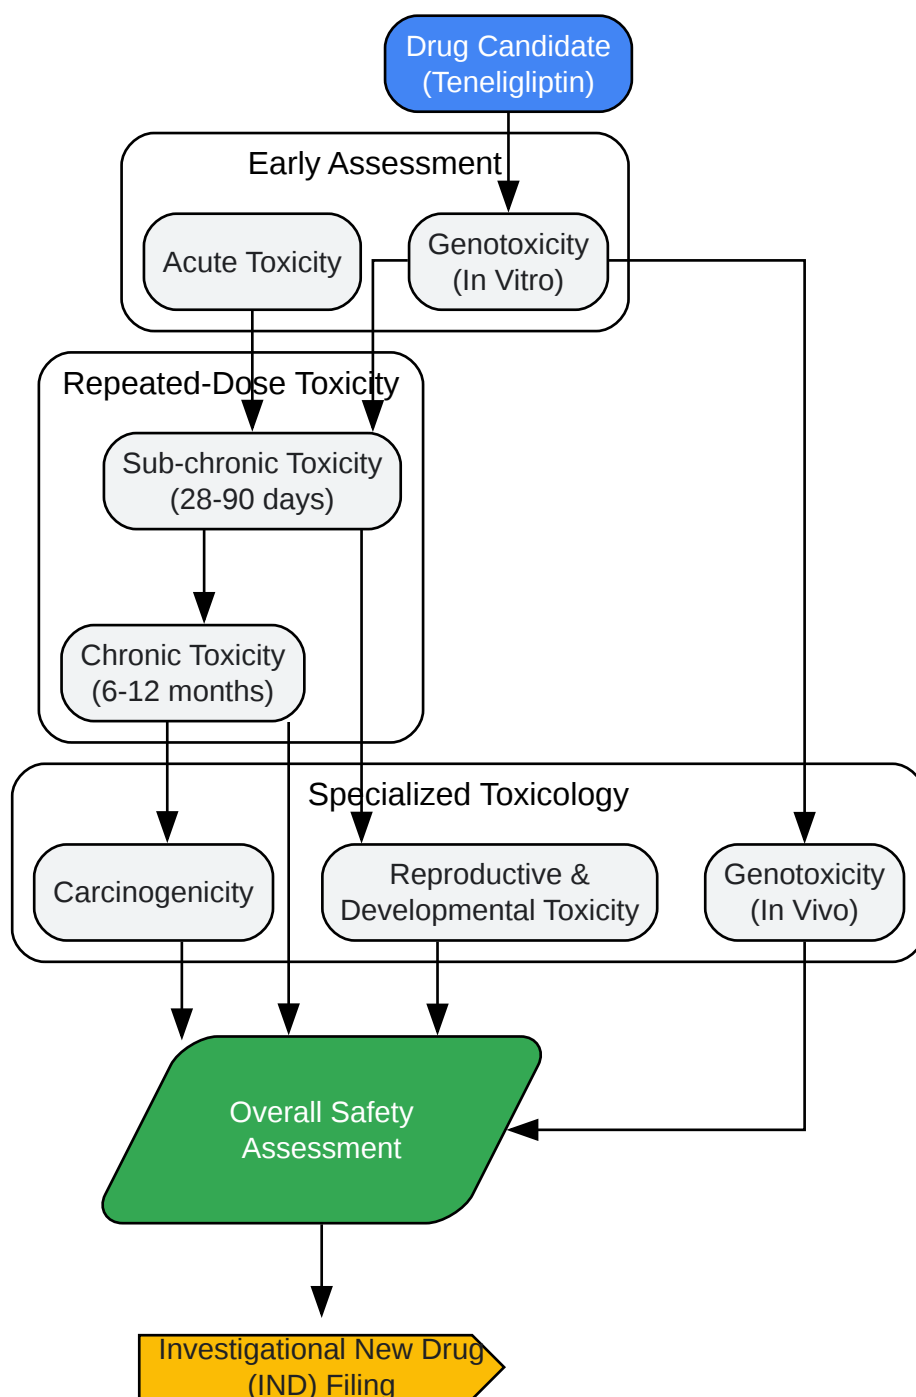 Drug Candidate
(Teneligliptin)
Early Assessment
Acute Toxicity
Genotoxicity
(In Vitro)
Repeated-Dose Toxicity
Sub-chronic Toxicity
(28-90 days)
Chronic Toxicity
(6-12 months)
Specialized Toxicology
Carcinogenicity
Reproductive &
Developmental Toxicity
Genotoxicity
(In Vivo)
Overall Safety
Assessment
Investigational New Drug
(IND) Filing